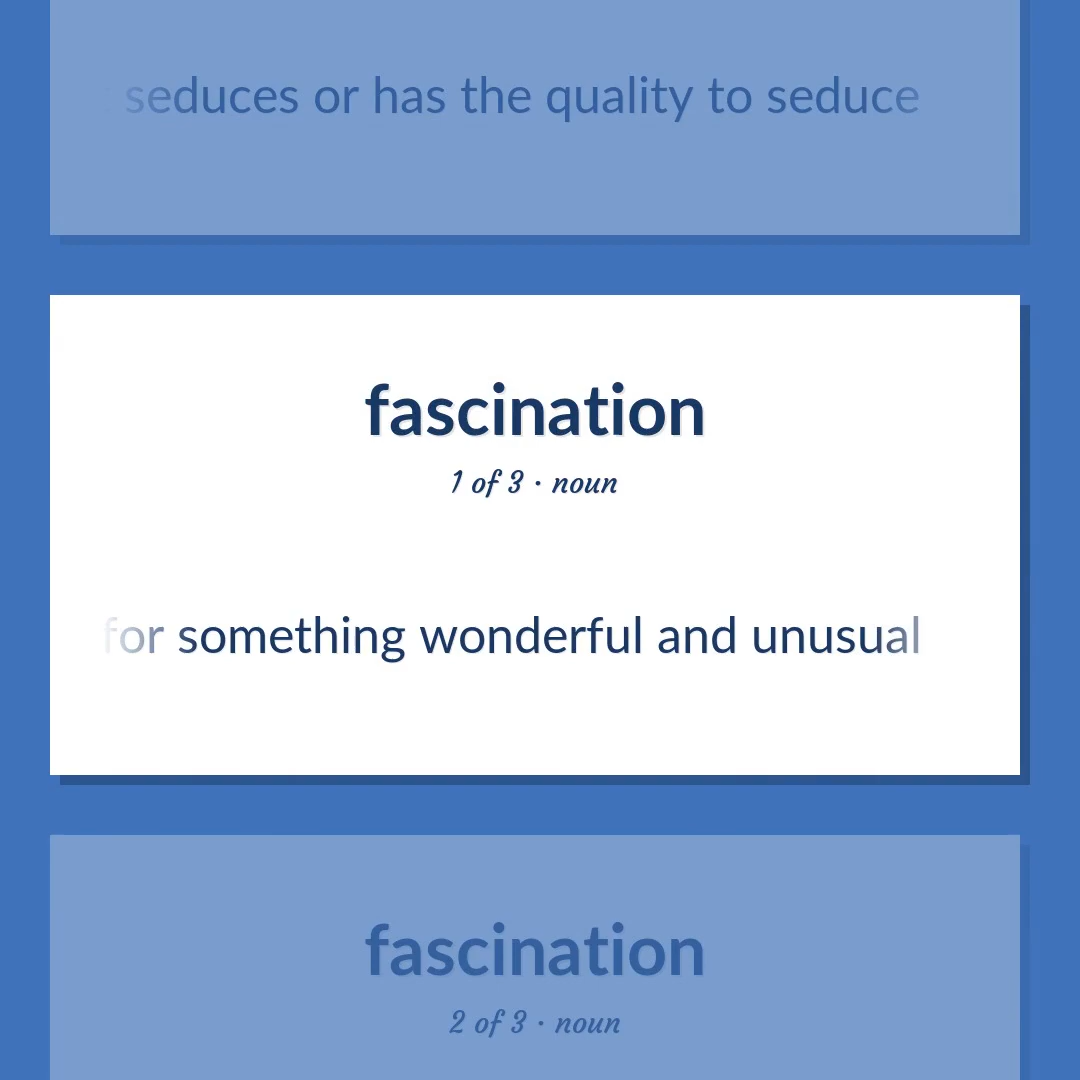 seduces or has the quality to seduce
fascination
1 of 3 · noun
for something wonderful and unusual
fascination
2 of 3 · noun